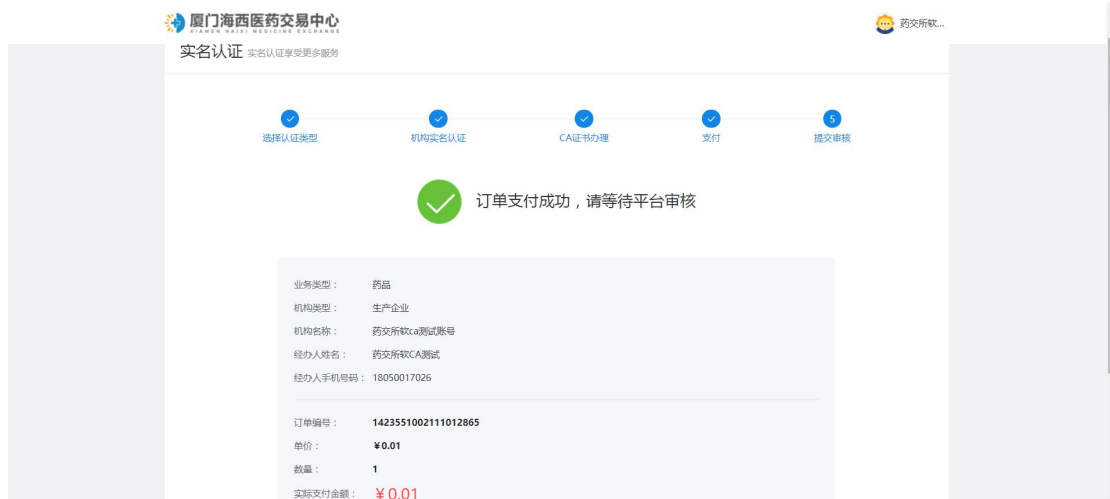 厦门海西医药交易中心
XIAMEN HAIXI MEDICINE EXCHANGE
药交所软...
实名认证 实名认证享受更多服务
选择认证类型 机构实名认证 CA证书办理 支付 5 提交审核
订单支付成功，请等待平台审核
业务类型： 药品
机构类型： 生产企业
机构名称： 药交所软ca测试账号
经办人姓名： 药交所软CA测试
经办人手机号码： 18050017026
订单编号： 1423551002111012865
单价： ¥0.01
数量： 1
实际支付金额： ¥0.01